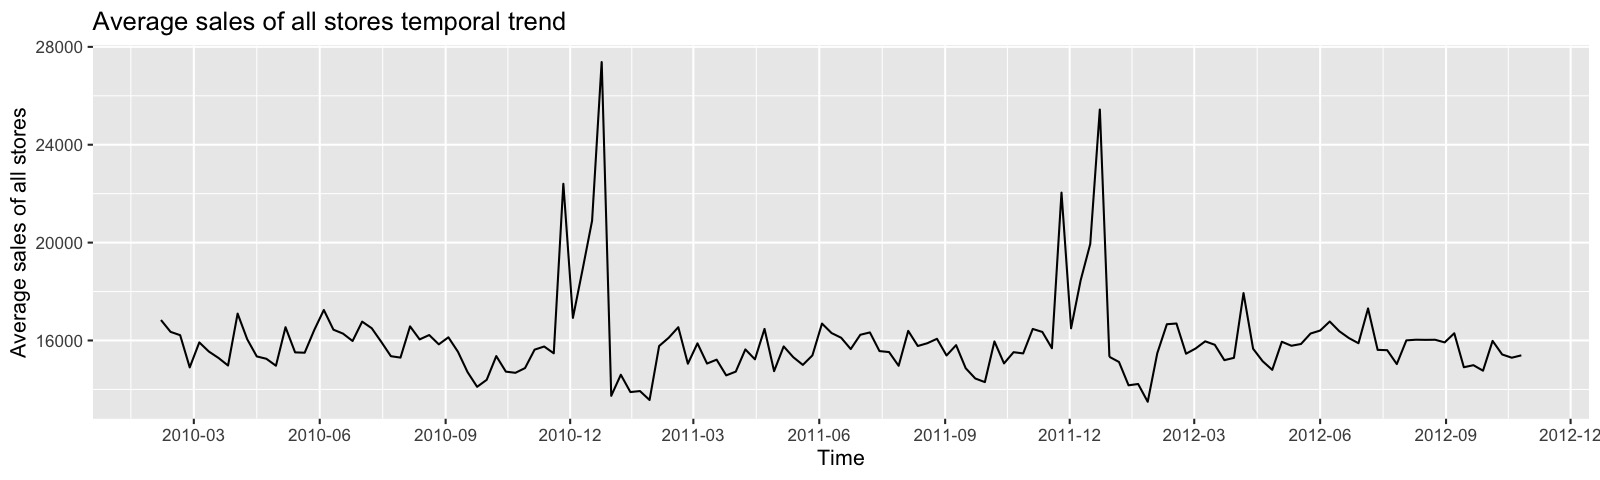 Average sales of all stores temporal trend
Average sales of all stores
28000
24000
20000
16000
2010-03 2010-06 2010-09 2010-12 2011-03 2011-06 2011-09 2011-12 2012-03 2012-06 2012-09 2012-12
Time